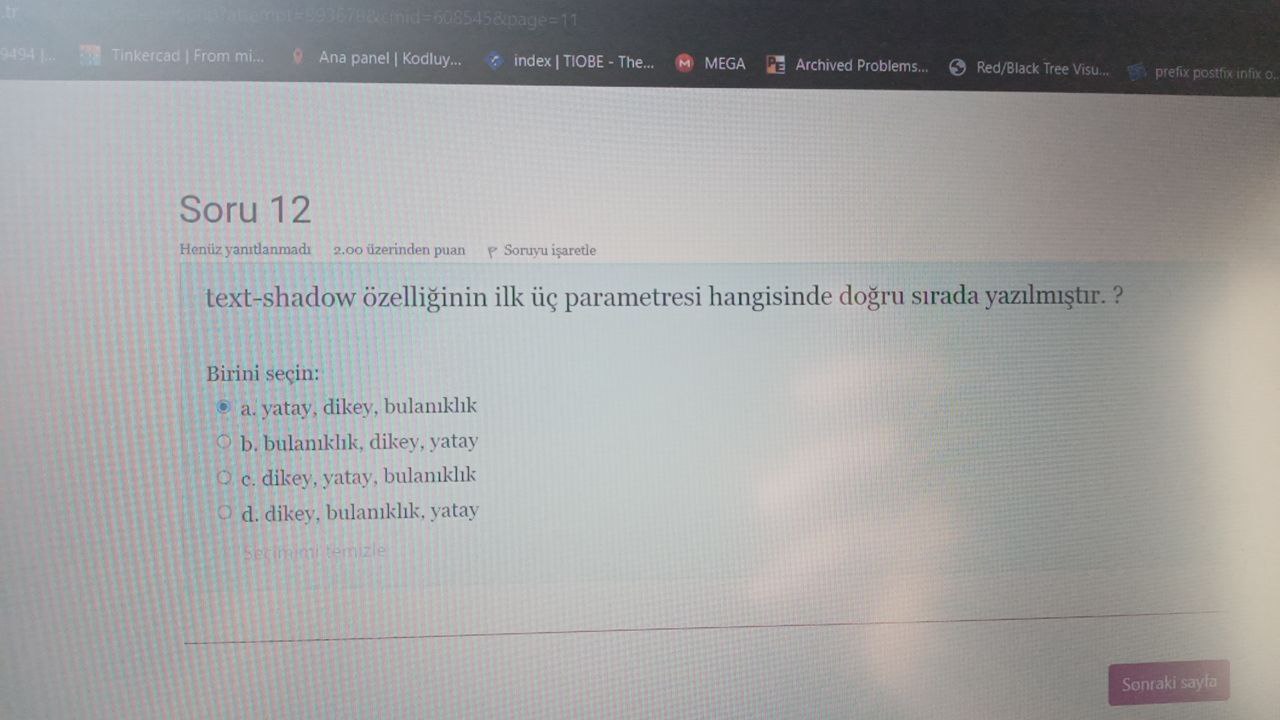 .tr
attempt=593678&cmid=608545&page=11
9494 |...
Tinkercad | From mi...
Ana panel | Kodluy...
index | TIOBE - The...
MEGA
Archived Problems...
Red/Black Tree Visu...
prefix postfix infix o...
Soru 12
Henüz yanıtlanmadı 2.00 üzerinden puan Soruyu işaretle
text-shadow özelliğinin ilk üç parametresi hangisinde doğru sırada yazılmıştır. ?
Birini seçin:
a. yatay, dikey, bulanıklık
b. bulanıklık, dikey, yatay
c. dikey, yatay, bulanıklık
d. dikey, bulanıklık, yatay
Seçimimi temizle
Sonraki sayfa